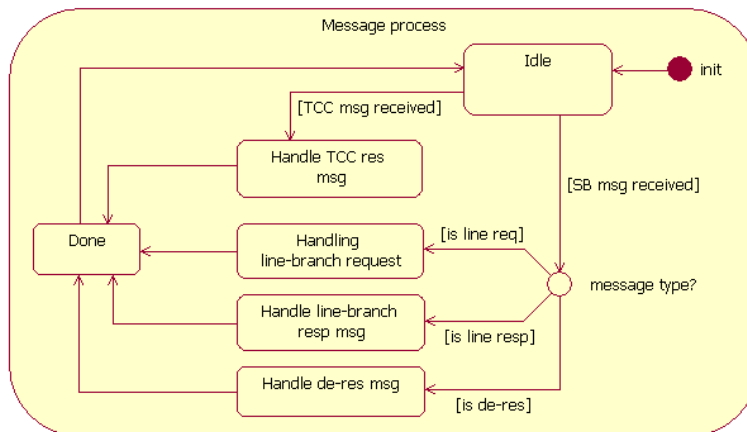 Message process
Idle
init
[TCC msg received]
Handle TCC res
msg
[SB msg received]
Done
Handling
line-branch request
[is line req]
message type?
Handle line-branch
resp msg
[is line resp]
Handle de-res msg
[is de-res]